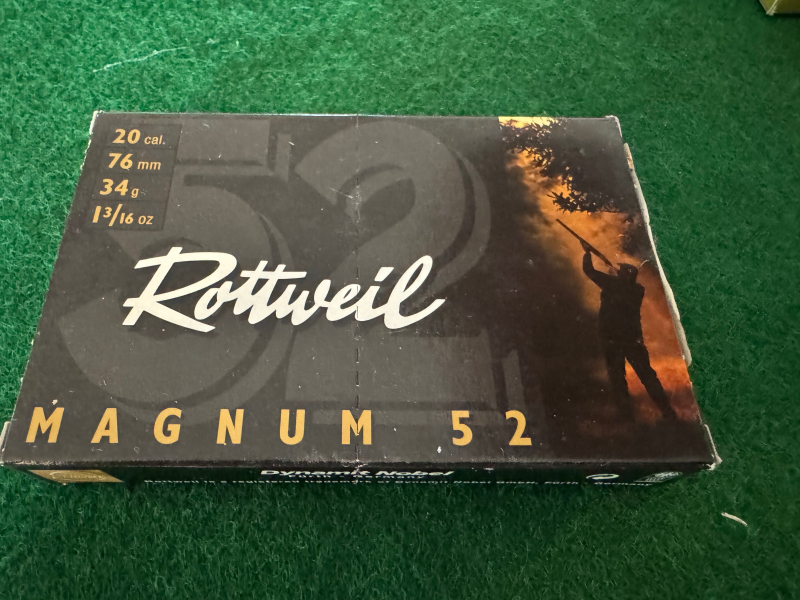 20 cal.
76 mm
34 g
1 3/16 oz
52
Rottweil
MAGNUM 52
Dynamit Nobel